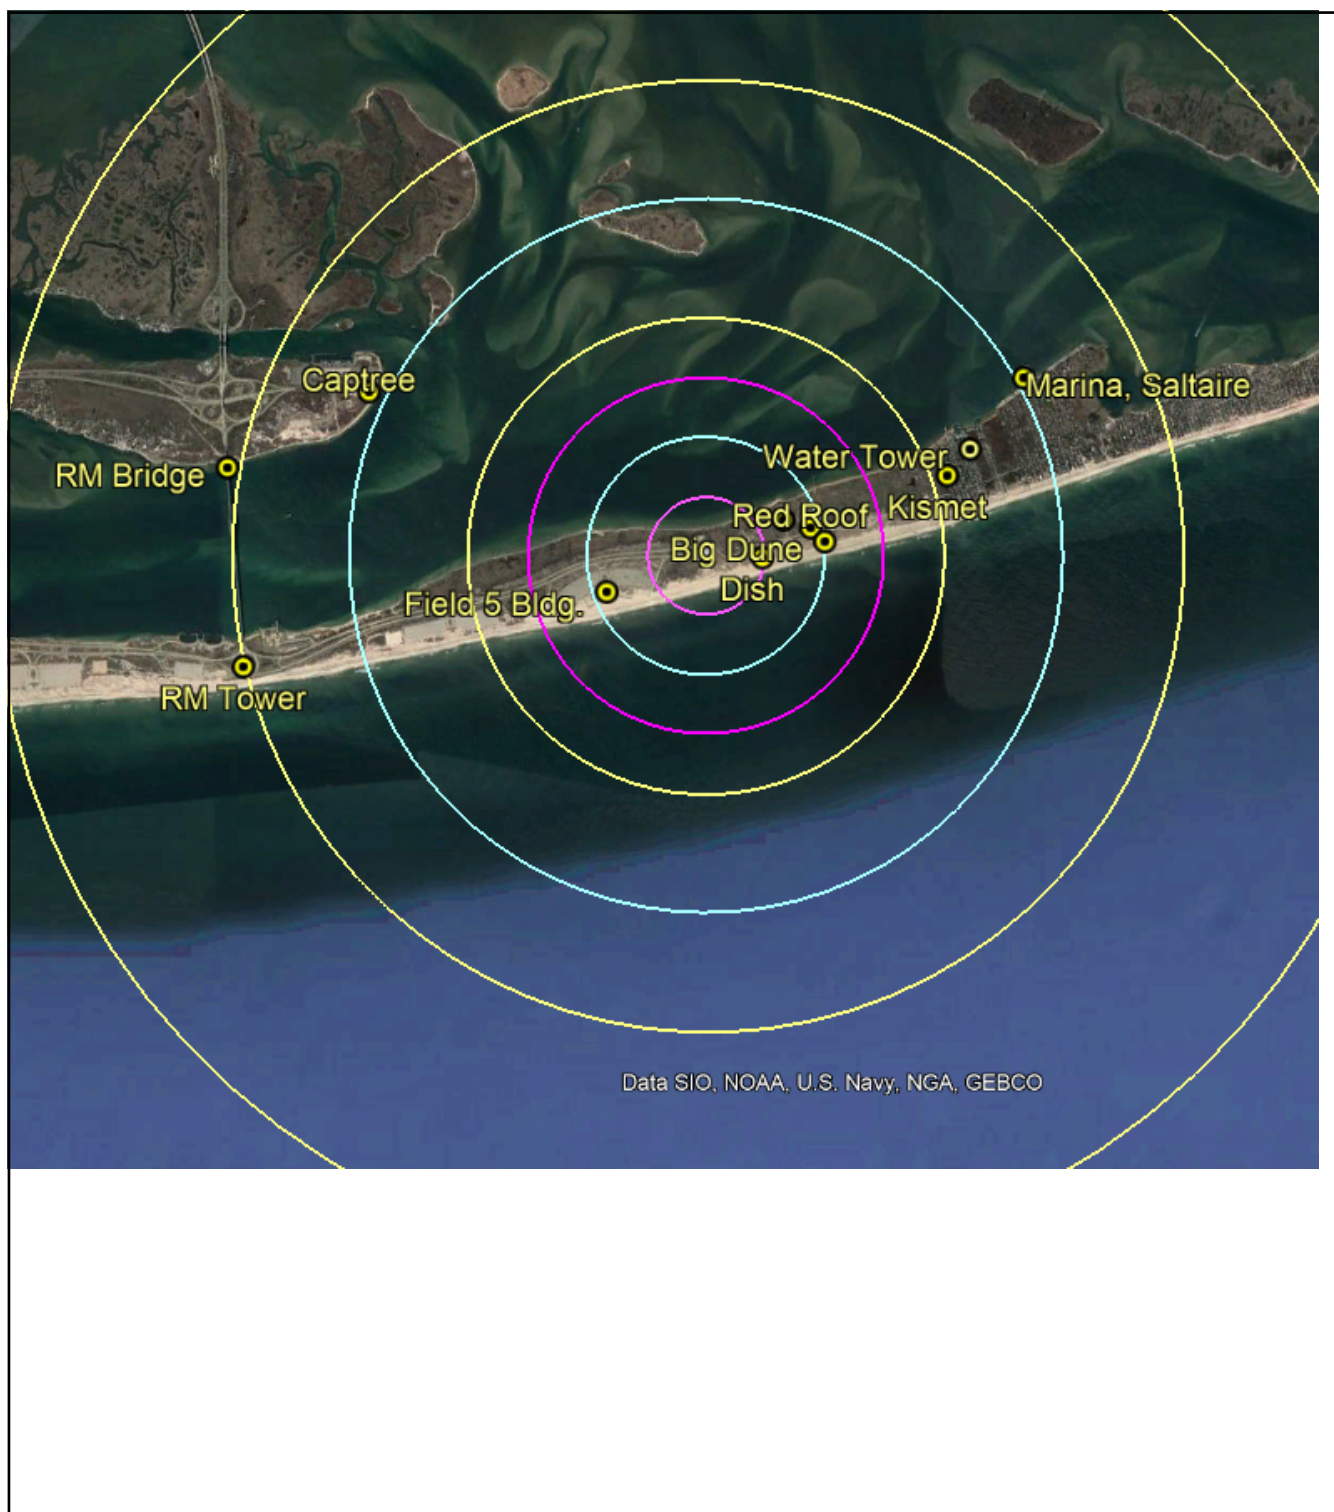 Captree
Marina, Saltaire
RM Bridge
Water Tower
Kismet
Red Roof
Big Dune
Dish
Field 5 Bldg.
RM Tower
Data SIO, NOAA, U.S. Navy, NGA, GEBCO